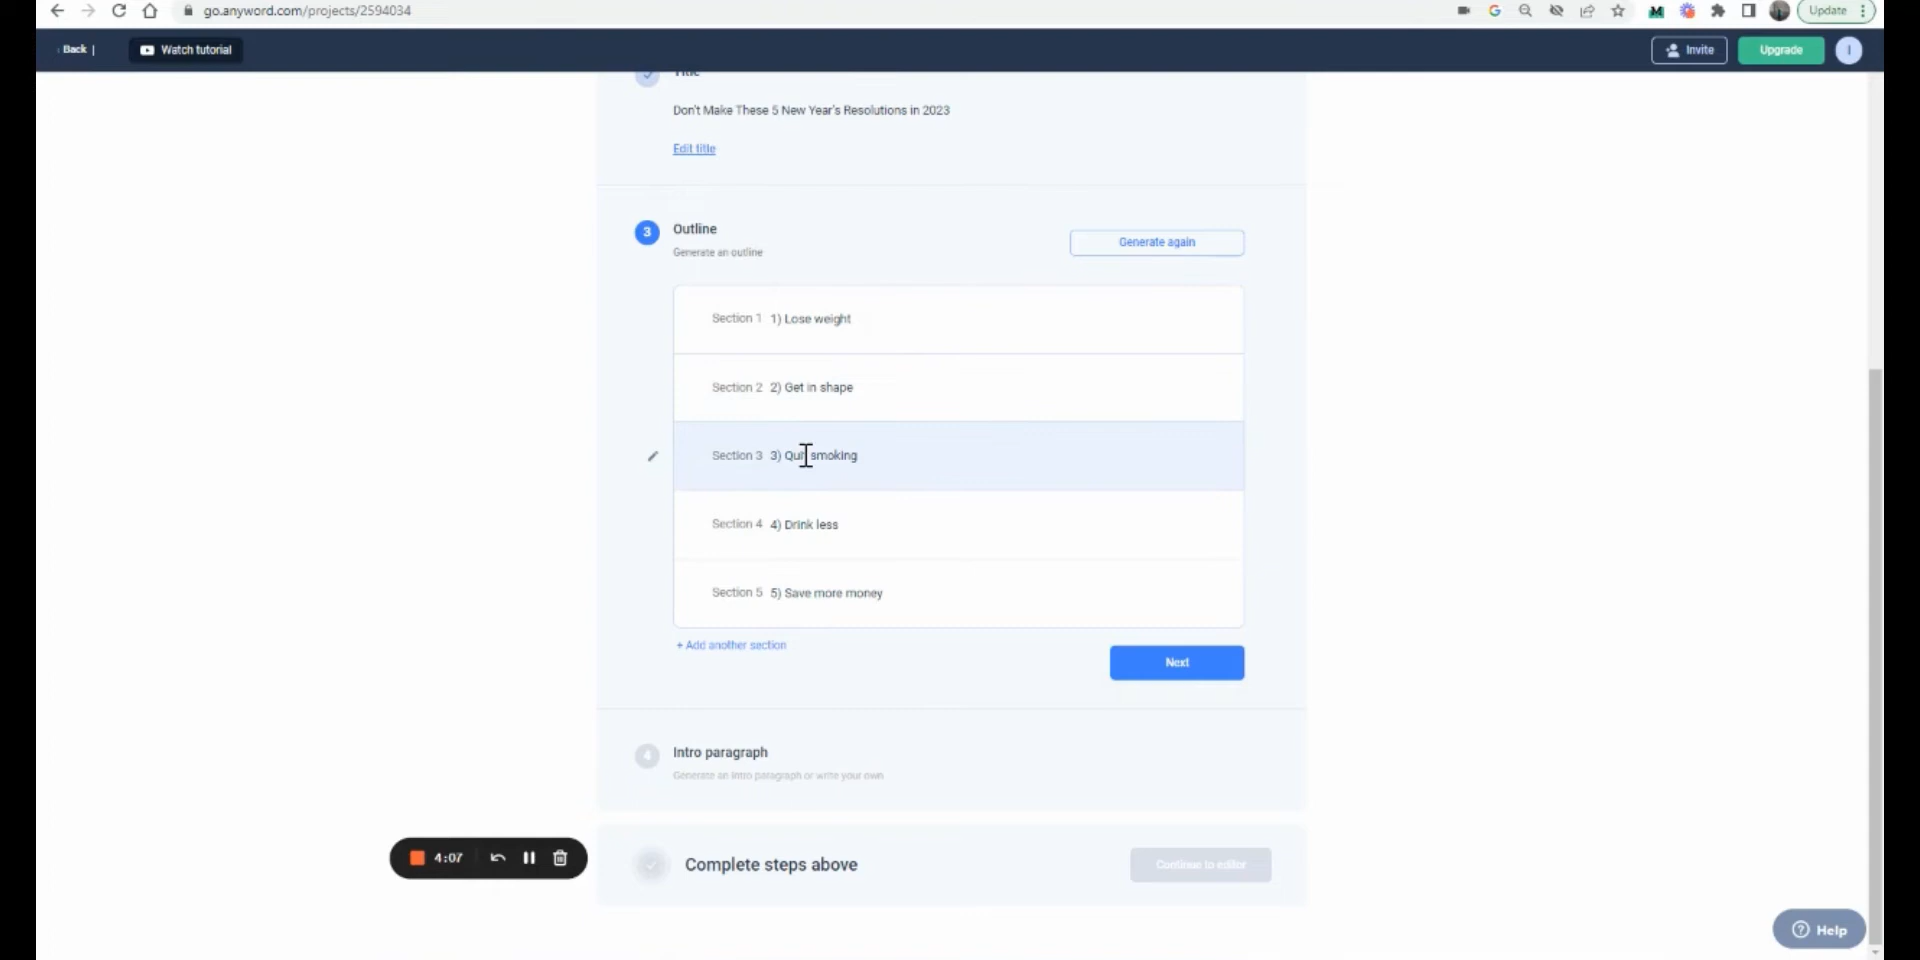 go.anyword.com/projects/2594034
Update
Back |
Watch tutorial
Invite
Upgrade
I
Title
Don't Make These 5 New Year's Resolutions in 2023
Edit title
3
Outline
Generate again
Generate an outline
Section 1 1) Lose weight
Section 2 2) Get in shape
Section 3 3) Quit smoking
Section 4 4) Drink less
Section 5 5) Save more money
+ Add another section
Next
4
Intro paragraph
Generate an intro paragraph or write your own
4:07
Complete steps above
Continue to editor
Help